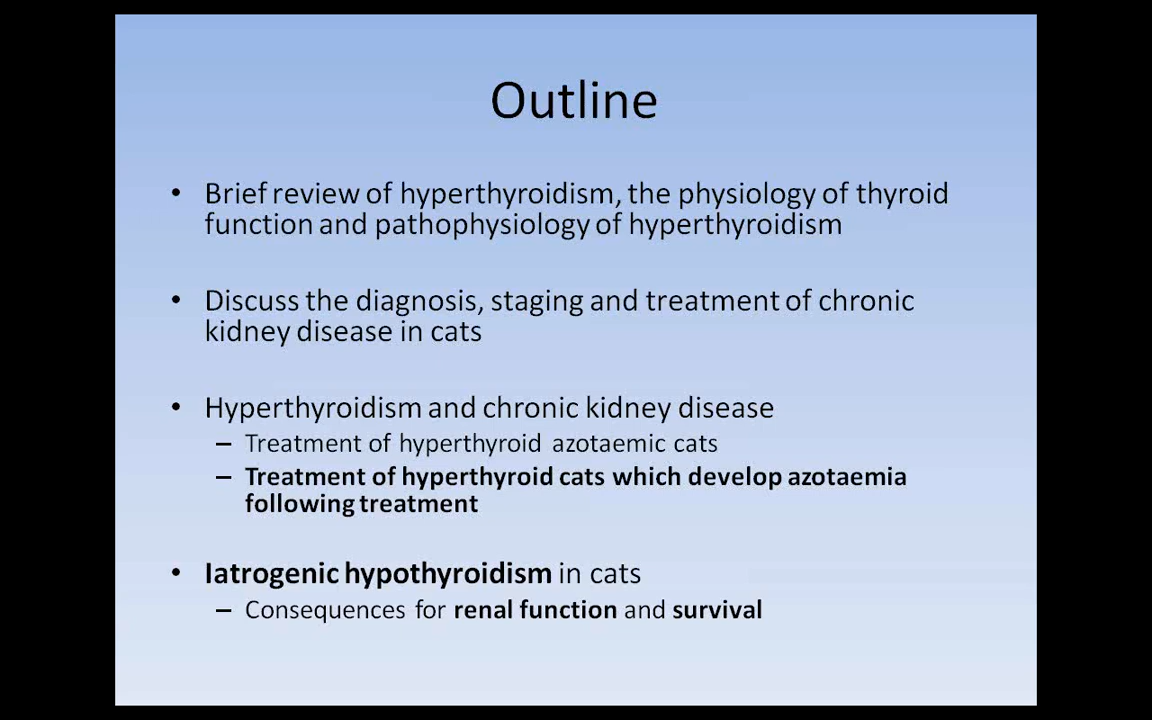 Outline
• Brief review of hyperthyroidism, the physiology of thyroid
function and pathophysiology of hyperthyroidism
• Discuss the diagnosis, staging and treatment of chronic
kidney disease in cats
• Hyperthyroidism and chronic kidney disease
– Treatment of hyperthyroid azotaemic cats
– Treatment of hyperthyroid cats which develop azotaemia
following treatment
• Iatrogenic hypothyroidism in cats
– Consequences for renal function and survival